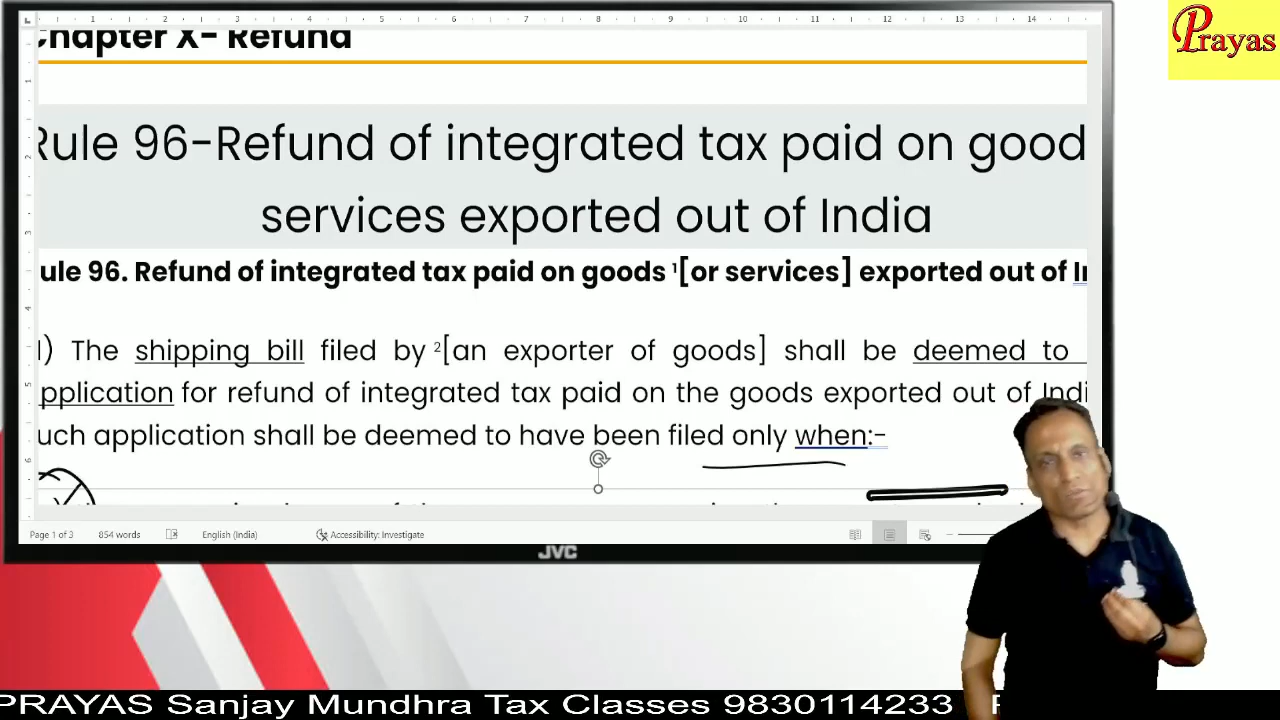 Chapter X- Refund
Rule 96-Refund of integrated tax paid on good
services exported out of India
ule 96. Refund of integrated tax paid on goods ¹[or services] exported out of In
) The shipping bill filed by ²[an exporter of goods] shall be deemed to
pplication for refund of integrated tax paid on the goods exported out of Indi
uch application shall be deemed to have been filed only when:-
Page 1 of 3 854 words English (India) Accessibility: Investigate
JVC
Prayas
PRAYAS Sanjay Mundhra Tax Classes 9830114233